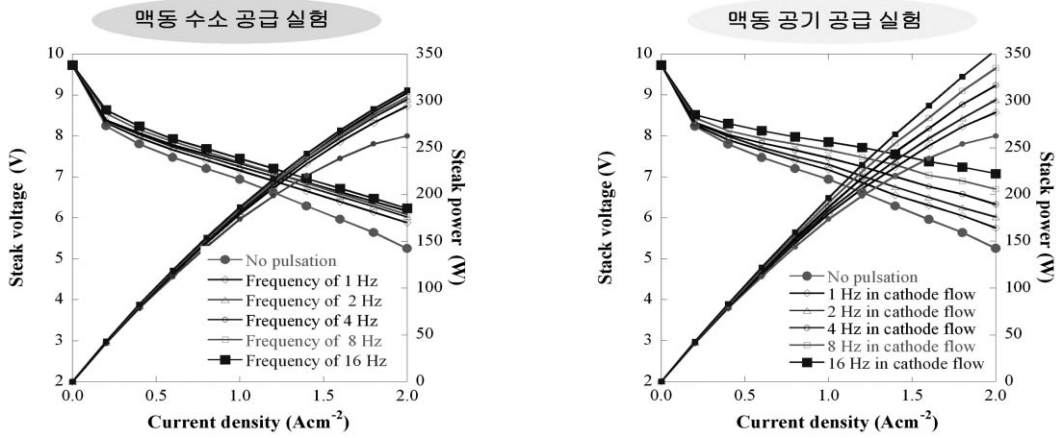 맥동 수소 공급 실험
10
9
8
7
6
5
4
3
2
Steak voltage (V)
350
300
250
200
150
100
50
0
Steak power (W)
No pulsation
Frequency of 1 Hz
Frequency of 2 Hz
Frequency of 4 Hz
Frequency of 8 Hz
Frequency of 16 Hz
0.0 0.5 1.0 1.5 2.0
Current density (Acm⁻²)
맥동 공기 공급 실험
10
9
8
7
6
5
4
3
2
Stack voltage (V)
350
300
250
200
150
100
50
0
Stack power (W)
No pulsation
1 Hz in cathode flow
2 Hz in cathode flow
4 Hz in cathode flow
8 Hz in cathode flow
16 Hz in cathode flow
0.0 0.5 1.0 1.5 2.0
Current density (Acm⁻²)